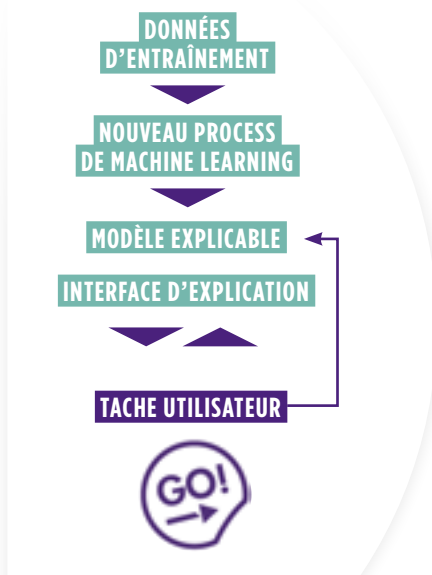 DONNÉES
D'ENTRAÎNEMENT
NOUVEAU PROCESS
DE MACHINE LEARNING
MODÈLE EXPLICABLE
INTERFACE D'EXPLICATION
TACHE UTILISATEUR
GO!